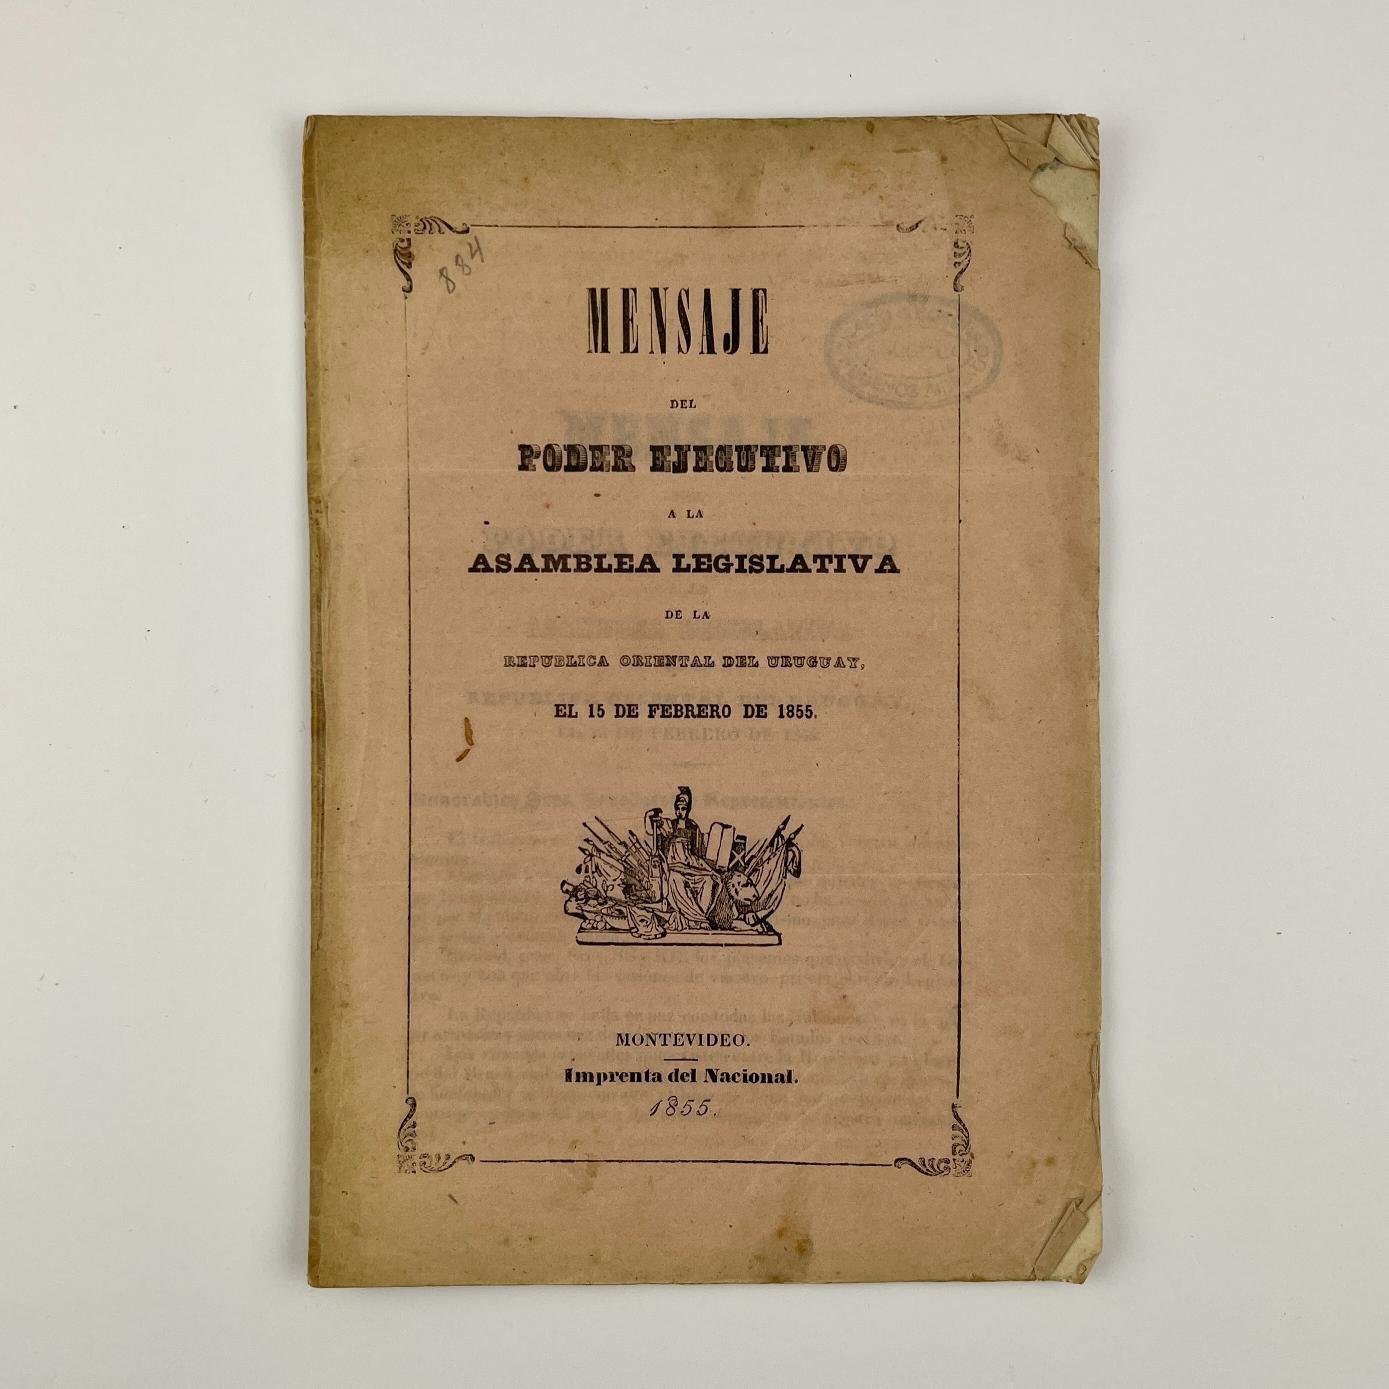 884
MENSAJE
DEL
PODER EJECUTIVO
A LA
ASAMBLEA LEGISLATIVA
DE LA
REPUBLICA ORIENTAL DEL URUGUAY,
EL 15 DE FEBRERO DE 1855.
MONTEVIDEO.
Imprenta del Nacional.
1855.